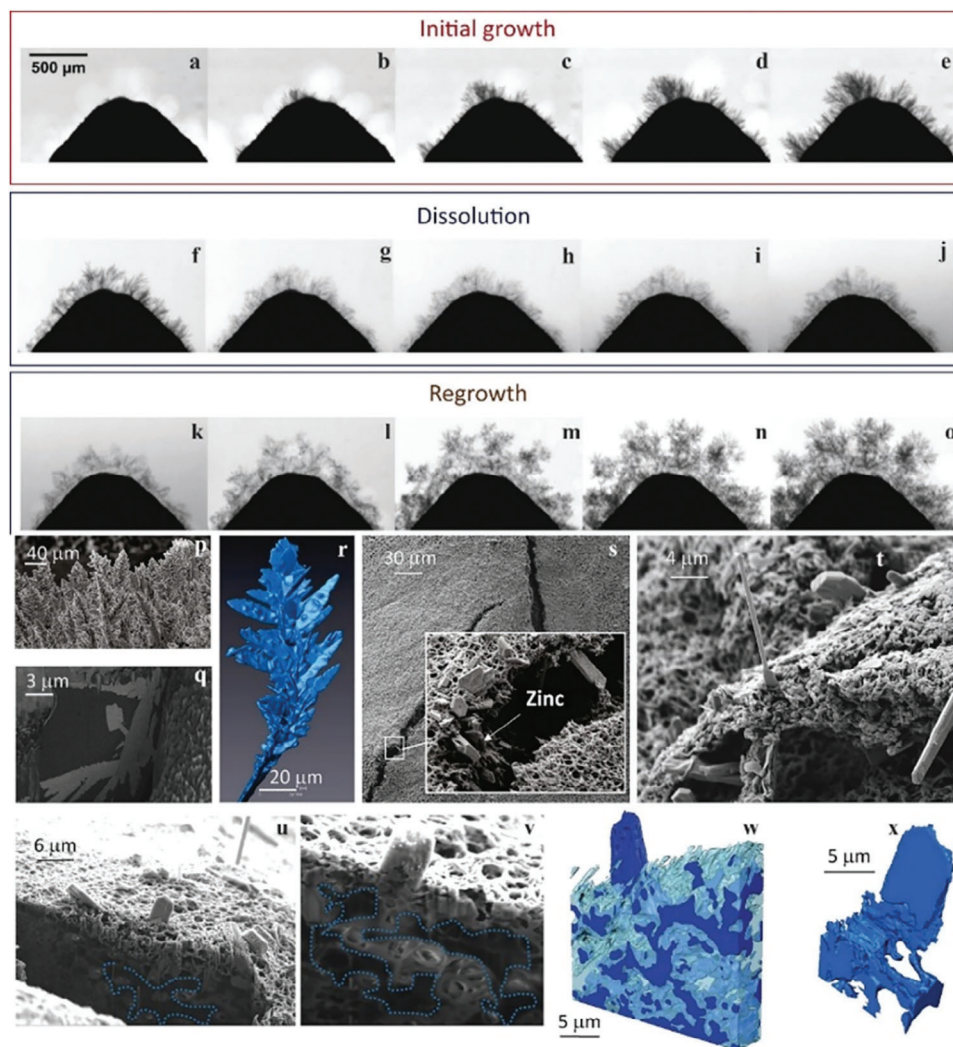 Initial growth
500 µm
a b c d e
Dissolution
f g h i j
Regrowth
k l m n o
40 µm p
r
20 µm
30 µm s
Zinc
4 µm t
3 µm q
6 µm u
v
w
5 µm
x
5 µm